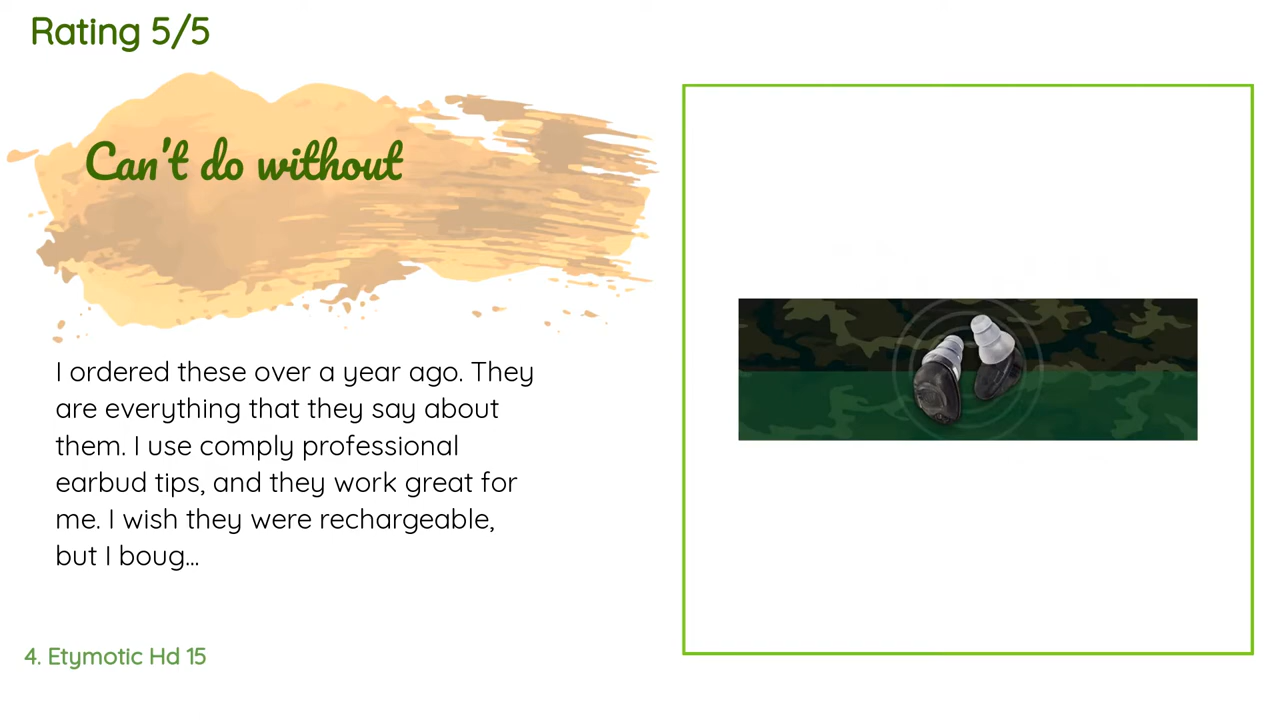 Rating 5/5
Can't do without
I ordered these over a year ago. They
are everything that they say about
them. I use comply professional
earbud tips, and they work great for
me. I wish they were rechargeable,
but I boug...
4. Etymotic Hd 15